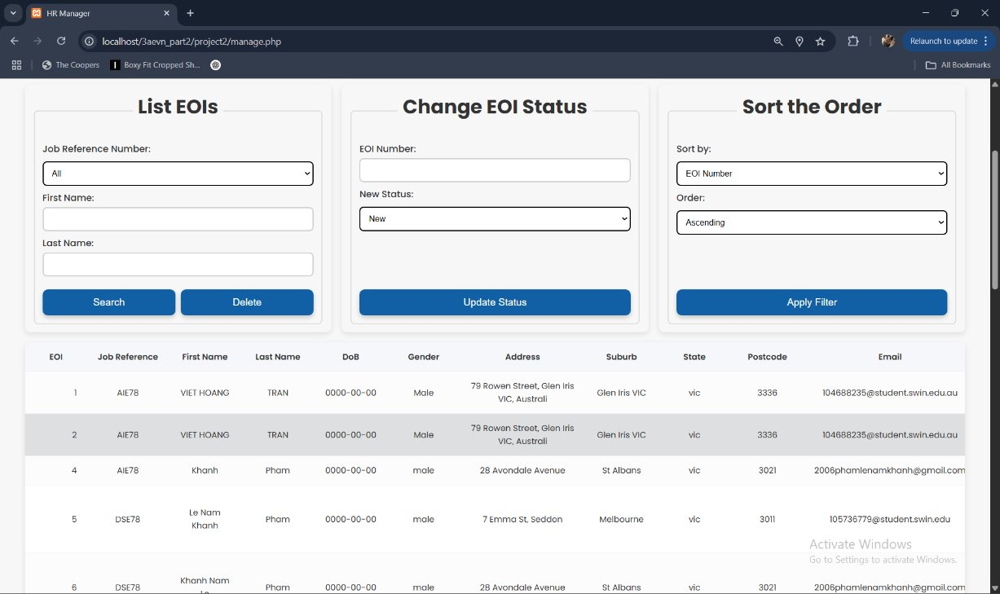 HR Manager
localhost/3aevn_part2/project2/manage.php
Relaunch to update
The Coopers
Boxy Fit Cropped Sh...
All Bookmarks
List EOIs
Job Reference Number:
All
First Name:
Last Name:
Search Delete
Change EOI Status
EOI Number:
New Status:
New
Update Status
Sort the Order
Sort by:
EOI Number
Order:
Ascending
Apply Filter
EOI Job Reference First Name Last Name DoB Gender Address Suburb State Postcode Email
1 AIE78 VIET HOANG TRAN 0000-00-00 Male 79 Rowen Street, Glen Iris VIC, Australi Glen Iris VIC vic 3336 104688235@student.swin.edu.au
2 AIE78 VIET HOANG TRAN 0000-00-00 Male 79 Rowen Street, Glen Iris VIC, Australi Glen Iris VIC vic 3336 104688235@student.swin.edu.au
4 AIE78 Khanh Pham 0000-00-00 male 28 Avondale Avenue St Albans vic 3021 2006phamlenamkhanh@gmail.com
5 DSE78 Le Nam Khanh Pham 0000-00-00 male 7 Emma St, Seddon Melbourne vic 3011 105736779@student.swin.edu
6 DSE78 Khanh Nam Le Pham 0000-00-00 male 28 Avondale Avenue St Albans vic 3021 2006phamlenamkhanh@gmail.com
Activate Windows
Go to Settings to activate Windows.